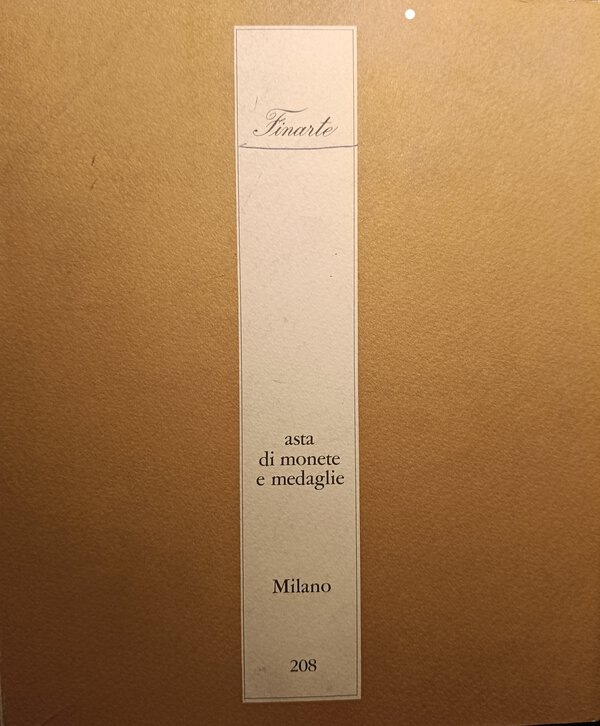 Finarte
asta
di monete
e medaglie
Milano
208